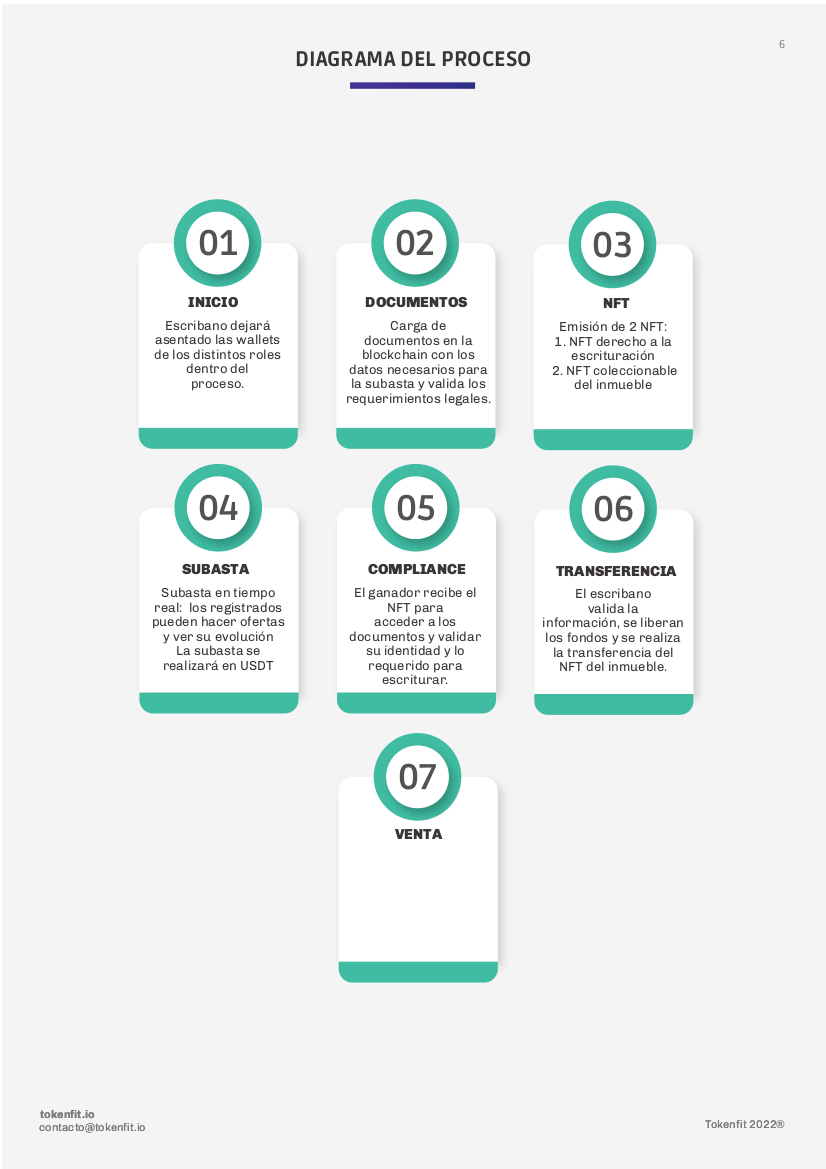 6
DIAGRAMA DEL PROCESO
01
INICIO
Escribano dejará
asentado las wallets
de los distintos roles
dentro del
proceso.
02
DOCUMENTOS
Carga de
documentos en la
blockchain con los
datos necesarios para
la subasta y valida los
requerimientos legales.
03
NFT
Emisión de 2 NFT:
1. NFT derecho a la
escrituración
2. NFT coleccionable
del inmueble
04
SUBASTA
Subasta en tiempo
real: los registrados
pueden hacer ofertas
y ver su evolución
La subasta se
realizará en USDT
05
COMPLIANCE
El ganador recibe el
NFT para
acceder a los
documentos y validar
su identidad y lo
requerido para
escriturar.
06
TRANSFERENCIA
El escribano
valida la
información, se liberan
los fondos y se realiza
la transferencia del
NFT del inmueble.
07
VENTA
tokenfit.io
contacto@tokenfit.io
Tokenfit 2022®